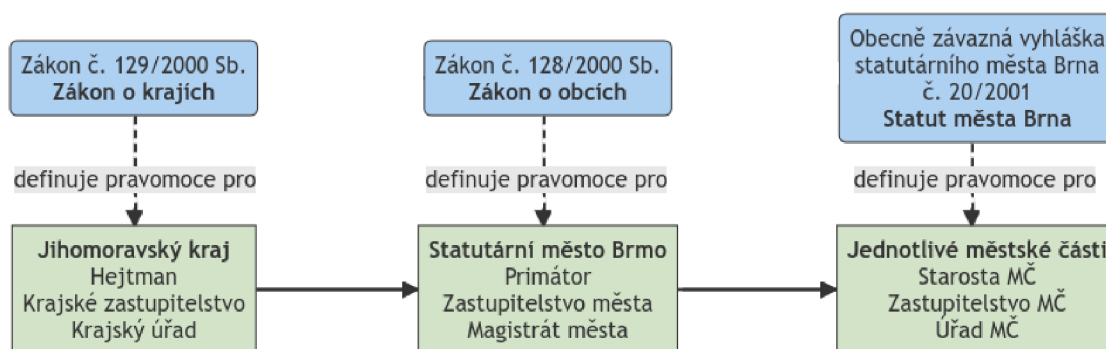 Zákon č. 129/2000 Sb.
Zákon o krajích
definuje pravomoce pro
Jihomoravský kraj
Hejtman
Krajské zastupitelstvo
Krajský úřad
Zákon č. 128/2000 Sb.
Zákon o obcích
definuje pravomoce pro
Statutární město Brmo
Primátor
Zastupitelstvo města
Magistrát města
Obecně závazná vyhláška
statutárního města Brna
č. 20/2001
Statut města Brna
definuje pravomoce pro
Jednotlivé městské části
Starosta MČ
Zastupitelstvo MČ
Úřad MČ